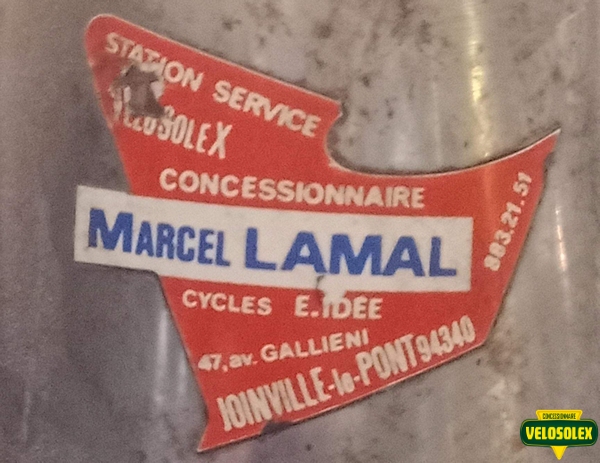 STATION SERVICE
VELOSOLEX
CONCESSIONNAIRE
MARCEL LAMAL
883.21.51
CYCLES E.IDÉE
47, av. GALLIENI
JOINVILLE-le-PONT 94340
CONCESSIONNAIRE
VELOSOLEX